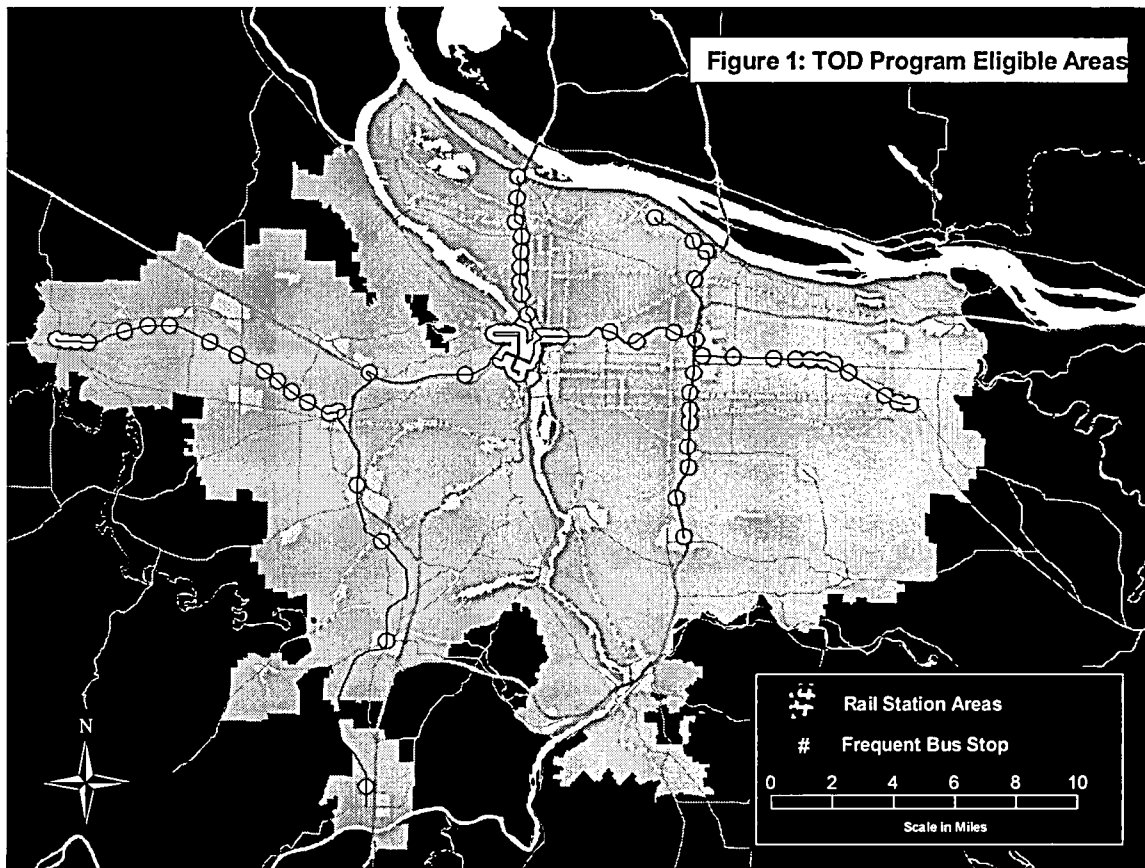 Figure 1: TOD Program Eligible Areas
N
Rail Station Areas
# Frequent Bus Stop
0 2 4 6 8 10
Scale in Miles